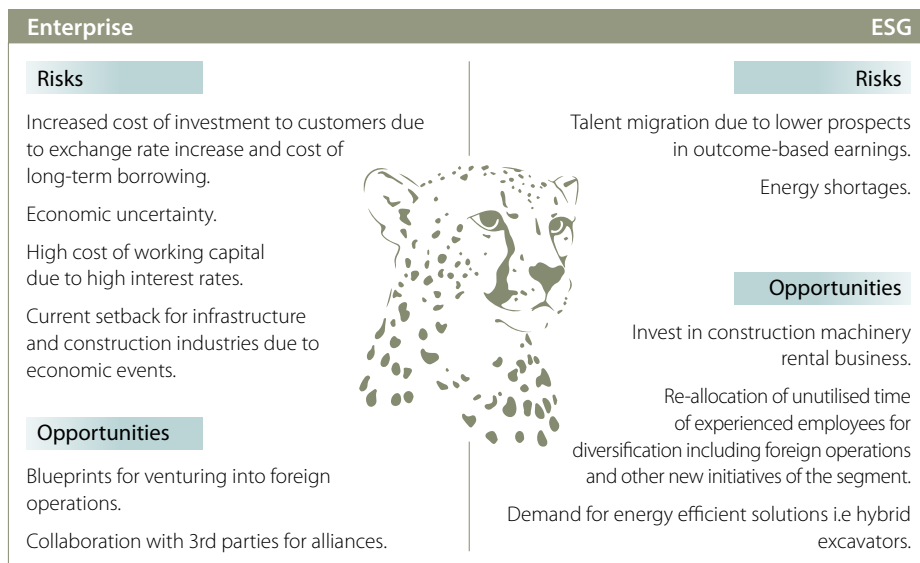 Enterprise
ESG
Risks
Increased cost of investment to customers due
to exchange rate increase and cost of
long-term borrowing.
Economic uncertainty.
High cost of working capital
due to high interest rates.
Current setback for infrastructure
and construction industries due to
economic events.
Opportunities
Blueprints for venturing into foreign
operations.
Collaboration with 3rd parties for alliances.
Risks
Talent migration due to lower prospects
in outcome-based earnings.
Energy shortages.
Opportunities
Invest in construction machinery
rental business.
Re-allocation of unutilised time
of experienced employees for
diversification including foreign operations
and other new initiatives of the segment.
Demand for energy efficient solutions i.e hybrid
excavators.